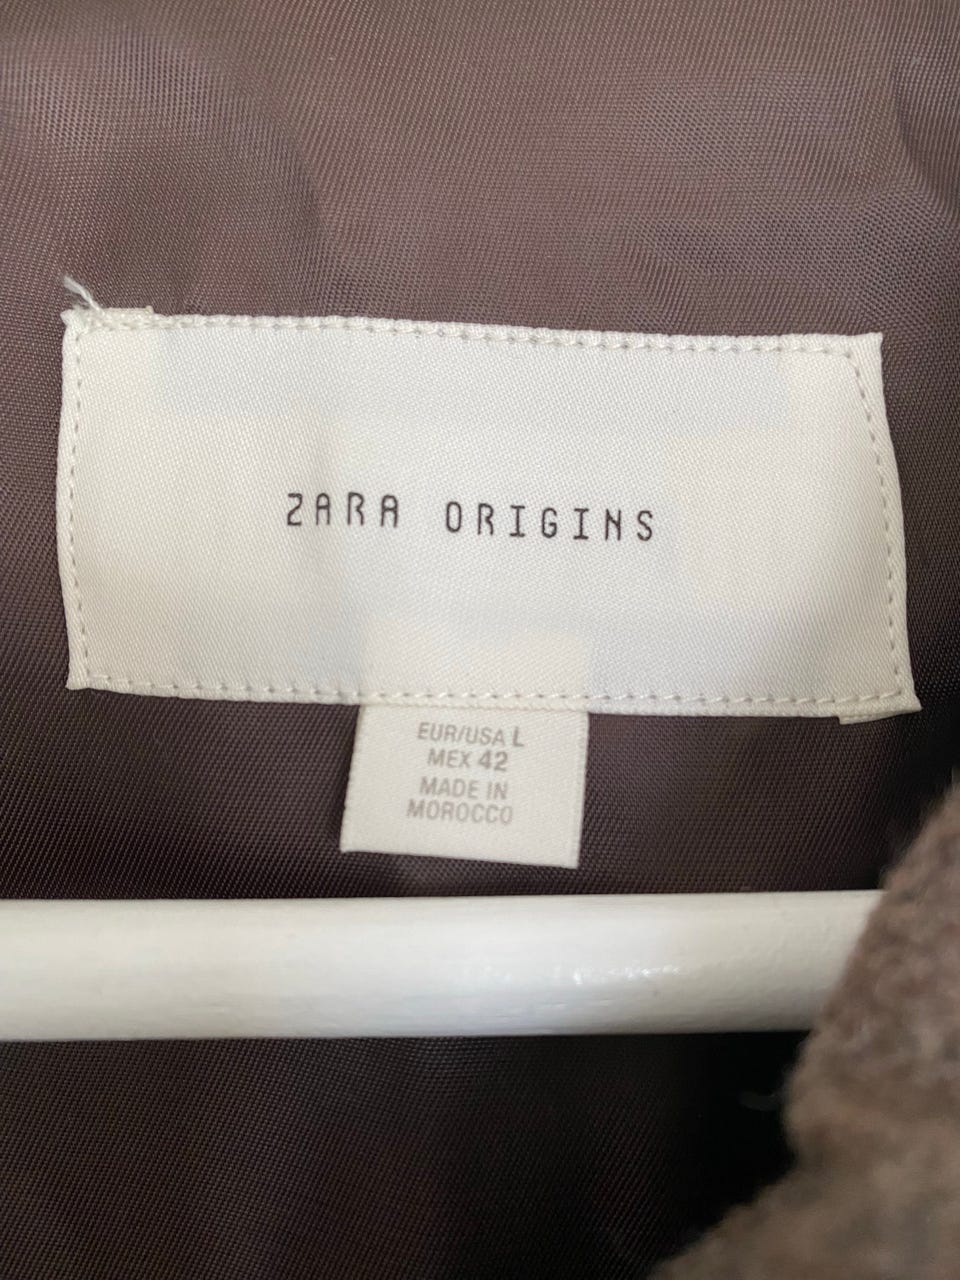 ZARA ORIGINS
EUR/USA L
MEX 42
MADE IN
MOROCCO